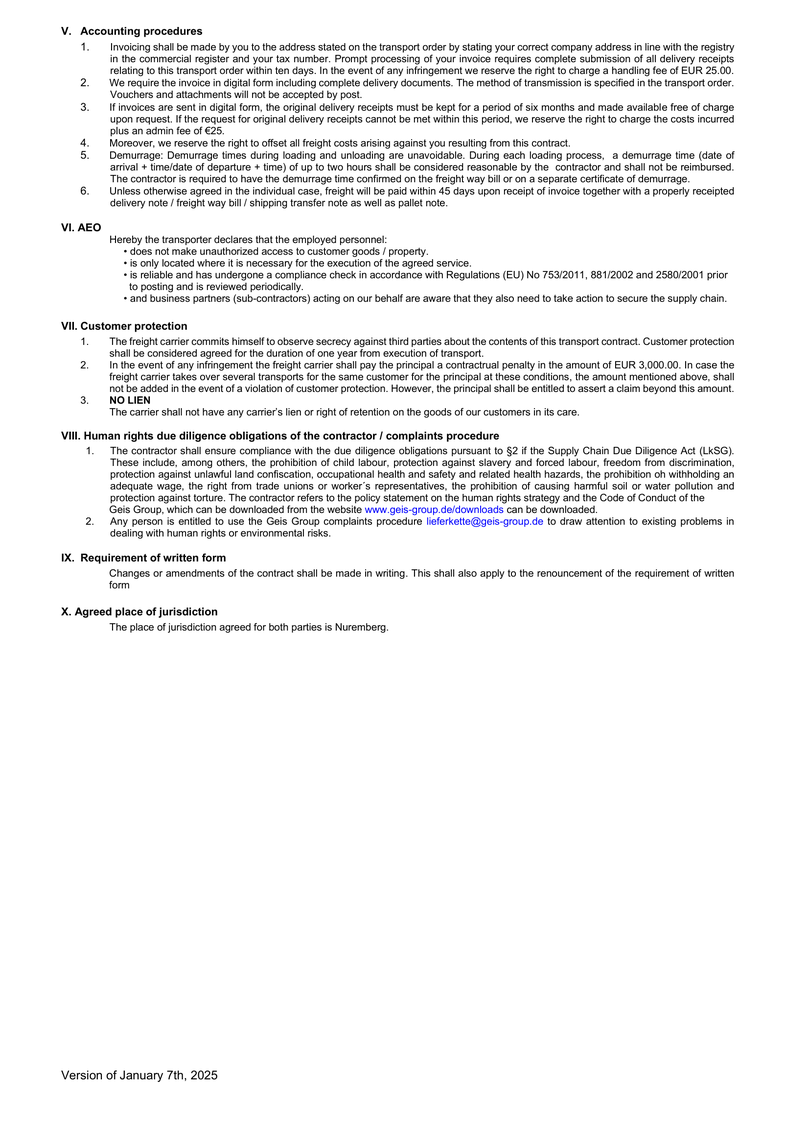 V. Accounting procedures
1. Invoicing shall be made by you to the address stated on the transport order by stating your correct company address in line with the registry
in the commercial register and your tax number. Prompt processing of your invoice requires complete submission of all delivery receipts
relating to this transport order within ten days. In the event of any infringement we reserve the right to charge a handling fee of EUR 25.00.
2. We require the invoice in digital form including complete delivery documents. The method of transmission is specified in the transport order.
Vouchers and attachments will not be accepted by post.
3. If invoices are sent in digital form, the original delivery receipts must be kept for a period of six months and made available free of charge
upon request. If the request for original delivery receipts cannot be met within this period, we reserve the right to charge the costs incurred
plus an admin fee of €25.
4. Moreover, we reserve the right to offset all freight costs arising against you resulting from this contract.
5. Demurrage: Demurrage times during loading and unloading are unavoidable. During each loading process, a demurrage time (date of
arrival + time/date of departure + time) of up to two hours shall be considered reasonable by the contractor and shall not be reimbursed.
The contractor is required to have the demurrage time confirmed on the freight way bill or on a separate certificate of demurrage.
6. Unless otherwise agreed in the individual case, freight will be paid within 45 days upon receipt of invoice together with a properly receipted
delivery note / freight way bill / shipping transfer note as well as pallet note.
VI. AEO
Hereby the transporter declares that the employed personnel:
• does not make unauthorized access to customer goods / property.
• is only located where it is necessary for the execution of the agreed service.
• is reliable and has undergone a compliance check in accordance with Regulations (EU) No 753/2011, 881/2002 and 2580/2001 prior
to posting and is reviewed periodically.
• and business partners (sub-contractors) acting on our behalf are aware that they also need to take action to secure the supply chain.
VII. Customer protection
1. The freight carrier commits himself to observe secrecy against third parties about the contents of this transport contract. Customer protection
shall be considered agreed for the duration of one year from execution of transport.
2. In the event of any infringement the freight carrier shall pay the principal a contractrual penalty in the amount of EUR 3,000.00. In case the
freight carrier takes over several transports for the same customer for the principal at these conditions, the amount mentioned above, shall
not be added in the event of a violation of customer protection. However, the principal shall be entitled to assert a claim beyond this amount.
3. NO LIEN
The carrier shall not have any carrier's lien or right of retention on the goods of our customers in its care.
VIII. Human rights due diligence obligations of the contractor / complaints procedure
1. The contractor shall ensure compliance with the due diligence obligations pursuant to §2 if the Supply Chain Due Diligence Act (LkSG).
These include, among others, the prohibition of child labour, protection against slavery and forced labour, freedom from discrimination,
protection against unlawful land confiscation, occupational health and safety and related health hazards, the prohibition oh withholding an
adequate wage, the right from trade unions or worker´s representatives, the prohibition of causing harmful soil or water pollution and
protection against torture. The contractor refers to the policy statement on the human rights strategy and the Code of Conduct of the
Geis Group, which can be downloaded from the website www.geis-group.de/downloads can be downloaded.
2. Any person is entitled to use the Geis Group complaints procedure lieferkette@geis-group.de to draw attention to existing problems in
dealing with human rights or environmental risks.
IX. Requirement of written form
Changes or amendments of the contract shall be made in writing. This shall also apply to the renouncement of the requirement of written
form
X. Agreed place of jurisdiction
The place of jurisdiction agreed for both parties is Nuremberg.
Version of January 7th, 2025